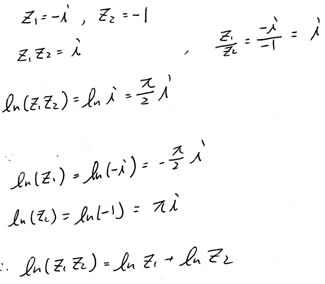 z₁ = -i , z₂ = -1
z₁z₂ = i , z₁/z₂ = -i/-1 = i
ln(z₁z₂) = ln i = π/2 i
ln(z₁) = ln(-i) = -π/2 i
ln(z₂) = ln(-1) = πi
∴ ln(z₁z₂) = ln z₁ + ln z₂